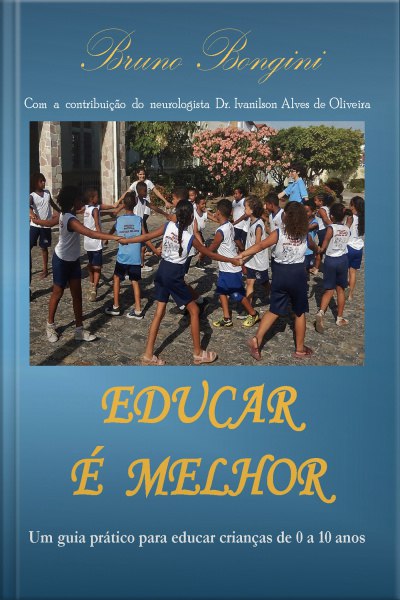 Bruno Bongini
Com a contribuição do neurologista Dr. Ivanilson Alves de Oliveira
EDUCAR
É MELHOR
Um guia prático para educar crianças de 0 a 10 anos